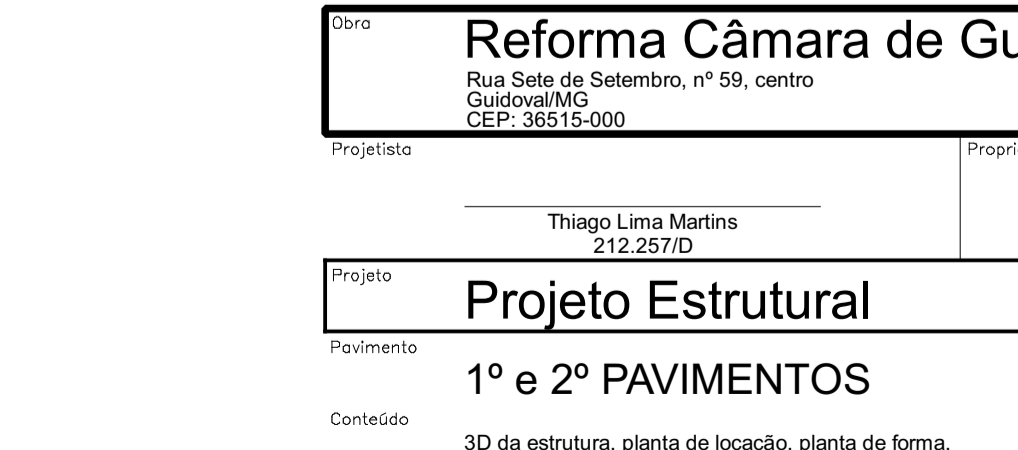 Obra
Reforma Câmara de Gu
Rua Sete de Setembro, nº 59, centro
Guidoval/MG
CEP: 36515-000
Projetista
Propri
Thiago Lima Martins
212.257/D
Projeto
Projeto Estrutural
Pavimento
1º e 2º PAVIMENTOS
Conteúdo
3D da estrutura, planta de locação, planta de forma,